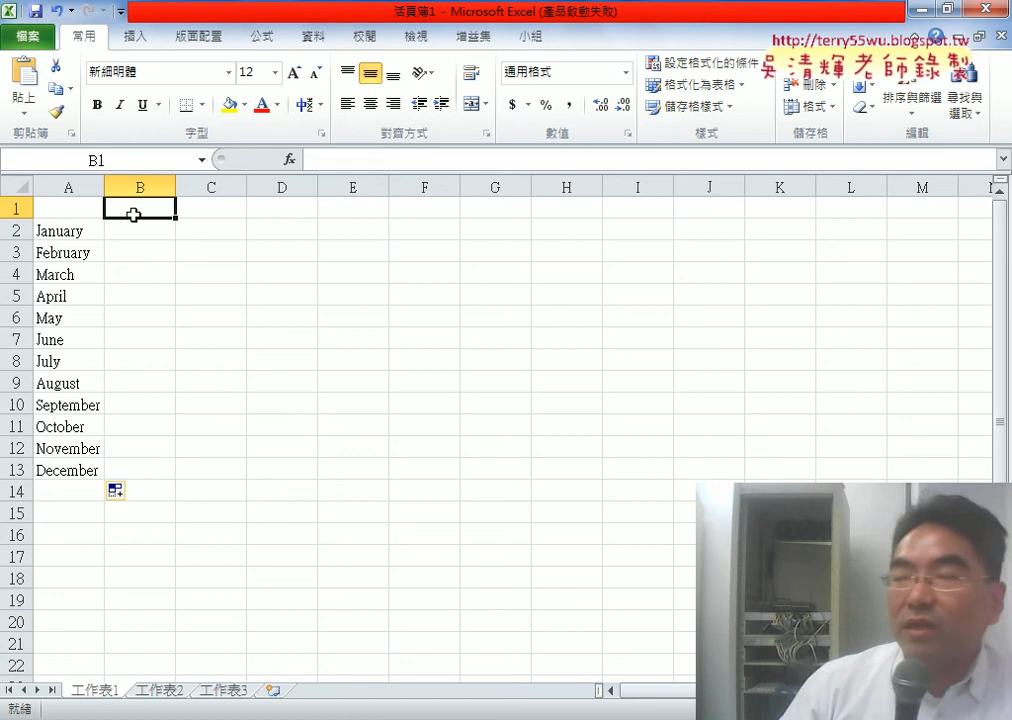 活頁簿1 - Microsoft Excel (產品啟動失敗)
檔案 常用 插入 版面配置 公式 資料 校閱 檢視 增益集 小組
http://terry55wu.blogspot.tw
吳清輝老師錄製
貼上
新細明體 12
B I U
通用格式
$ % ,
設定格式化的條件
格式化為表格
儲存格樣式
刪除
格式
排序與篩選 尋找與
選取
剪貼簿 字型 對齊方式 數值 樣式 儲存格 編輯
B1 fx
A B C D E F G H I J K L M
1
2 January
3 February
4 March
5 April
6 May
7 June
8 July
9 August
10 September
11 October
12 November
13 December
14
15
16
17
18
19
20
21
22
工作表1 工作表2 工作表3
就緒